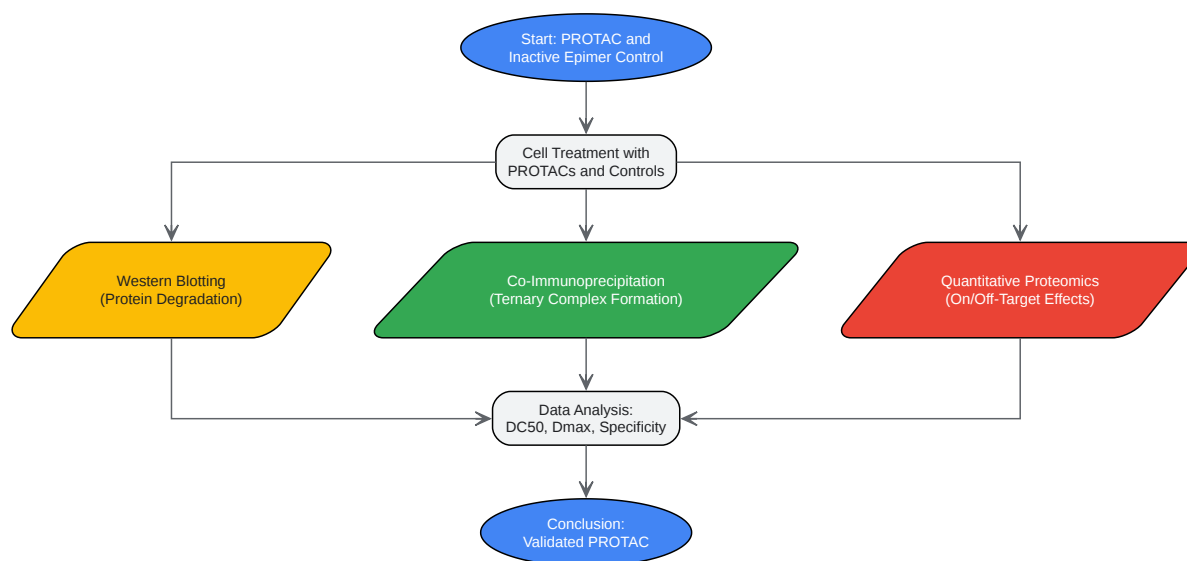 Start: PROTAC and
Inactive Epimer Control
Cell Treatment with
PROTACs and Controls
Western Blotting
(Protein Degradation)
Co-Immunoprecipitation
(Ternary Complex Formation)
Quantitative Proteomics
(On/Off-Target Effects)
Data Analysis:
DC50, Dmax, Specificity
Conclusion:
Validated PROTAC